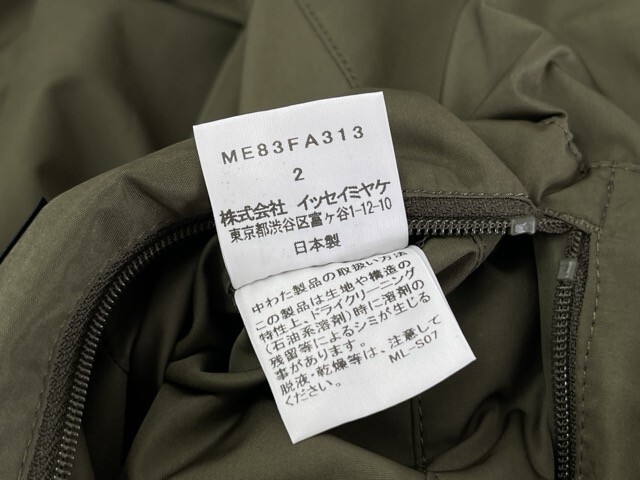 ME83FA313
2
株式会社 イッセイミヤケ
東京都渋谷区富ヶ谷1-12-10
日本製
中わた製品の取扱い方法
この製品は生地や構造の
特性上、ドライクリーニング
(石油系溶剤)時に溶剤の
残留等によるシミが生じる
事があります。
脱液・乾燥等は、注意して
ください。
ML-S07